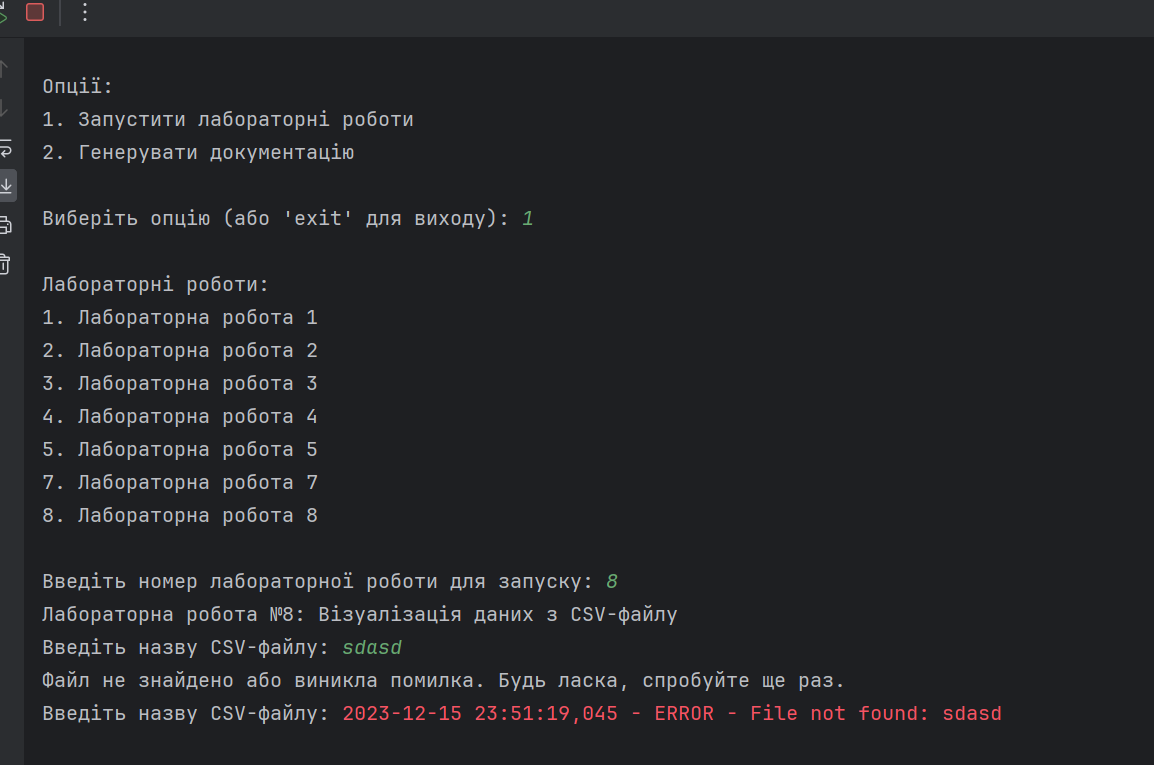 Опції:
1. Запустити лабораторні роботи
2. Генерувати документацію
Виберіть опцію (або 'exit' для виходу): 1
Лабораторні роботи:
1. Лабораторна робота 1
2. Лабораторна робота 2
3. Лабораторна робота 3
4. Лабораторна робота 4
5. Лабораторна робота 5
7. Лабораторна робота 7
8. Лабораторна робота 8
Введіть номер лабораторної роботи для запуску: 8
Лабораторна робота №8: Візуалізація даних з CSV-файлу
Введіть назву CSV-файлу: sdasd
Файл не знайдено або виникла помилка. Будь ласка, спробуйте ще раз.
Введіть назву CSV-файлу: 2023-12-15 23:51:19,045 - ERROR - File not found: sdasd